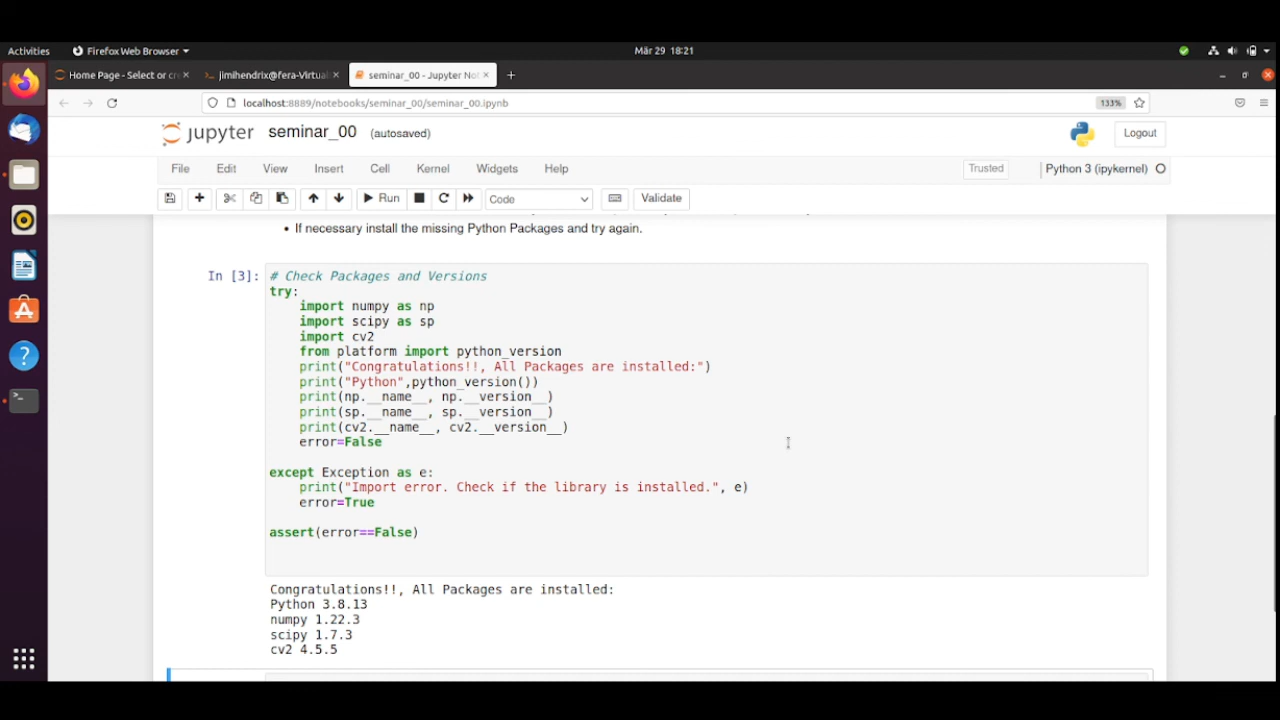 Activities
Firefox Web Browser
Mär 29 18:21
Home Page - Select or cre
jimihendrix@fera-Virtual
seminar_00 - Jupyter Not
localhost:8889/notebooks/seminar_00/seminar_00.ipynb
133%
jupyter seminar_00 (autosaved)
Logout
File Edit View Insert Cell Kernel Widgets Help
Trusted
Python 3 (ipykernel)
Run
Code
Validate
If necessary install the missing Python Packages and try again.
In [3]:
# Check Packages and Versions
try:
    import numpy as np
    import scipy as sp
    import cv2
    from platform import python_version
    print("Congratulations!!, All Packages are installed:")
    print("Python",python_version())
    print(np.__name__, np.__version__)
    print(sp.__name__, sp.__version__)
    print(cv2.__name__, cv2.__version__)
    error=False
except Exception as e:
    print("Import error. Check if the library is installed.", e)
    error=True
assert(error==False)
Congratulations!!, All Packages are installed:
Python 3.8.13
numpy 1.22.3
scipy 1.7.3
cv2 4.5.5